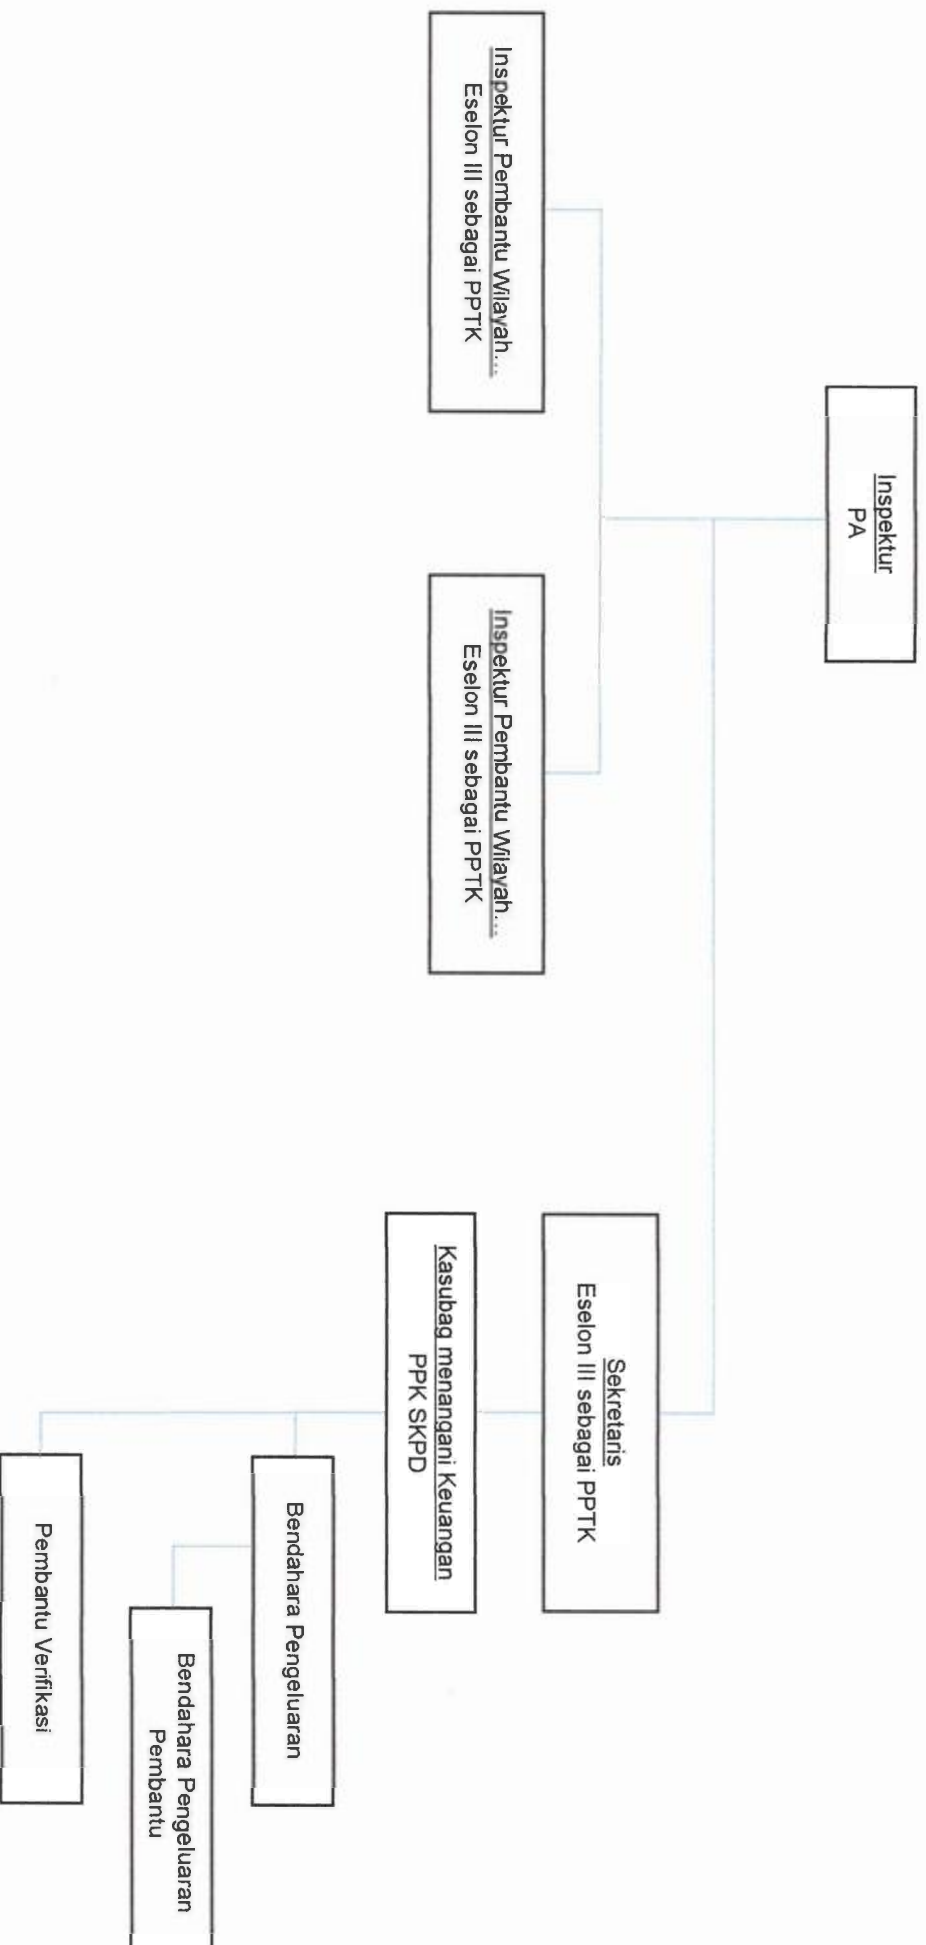 Inspektur
PA
Sekretaris
Eselon III sebagai PPTK
Inspektur Pembantu Wilayah...
Eselon III sebagai PPTK
Inspektur Pembantu Wilayah...
Eselon III sebagai PPTK
Kasubag menangani Keuangan
PPK SKPD
Bendahara Pengeluaran
Bendahara Pengeluaran
Pembantu
Pembantu Verifikasi